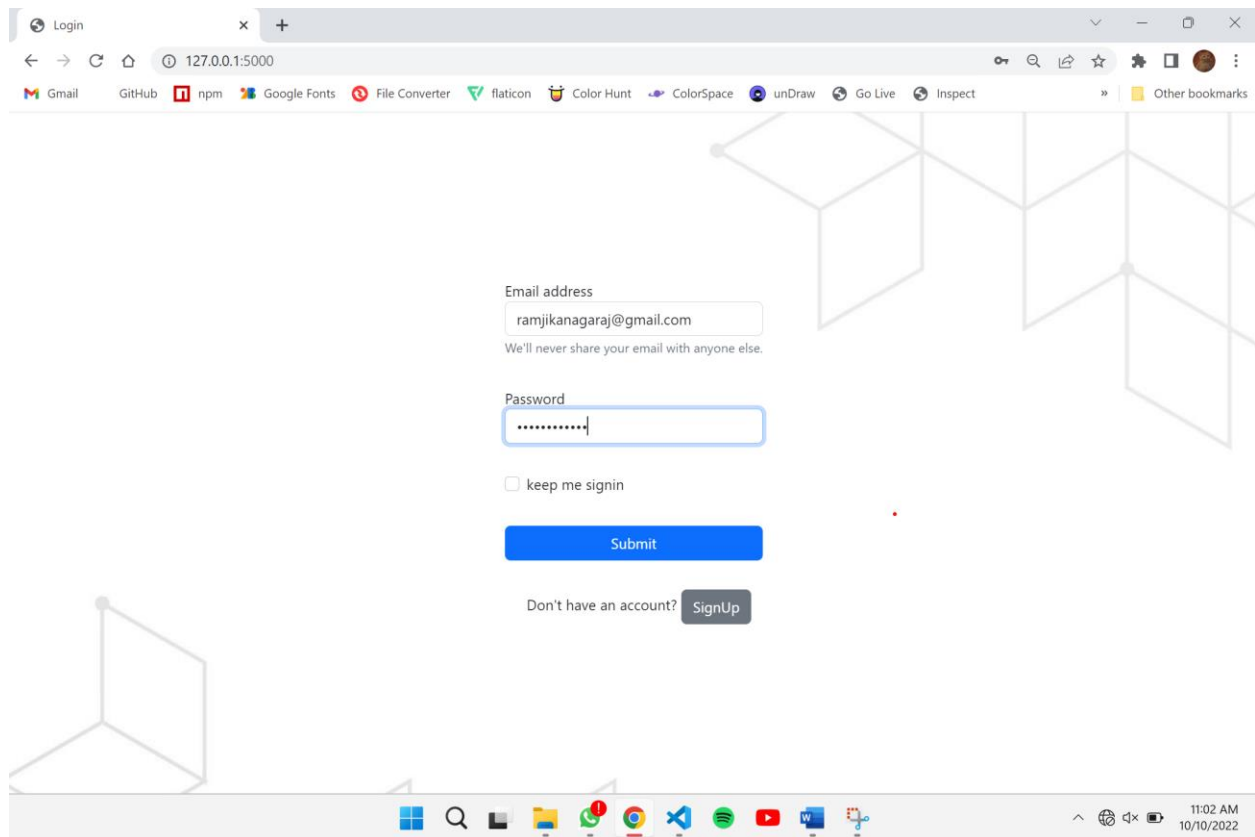 Login
127.0.0.1:5000
Gmail GitHub npm Google Fonts File Converter flaticon Color Hunt ColorSpace unDraw Go Live Inspect » Other bookmarks
Email address
ramjikanagaraj@gmail.com
We'll never share your email with anyone else.
Password
••••••••••••
keep me signin
Submit
Don't have an account? SignUp
11:02 AM
10/10/2022